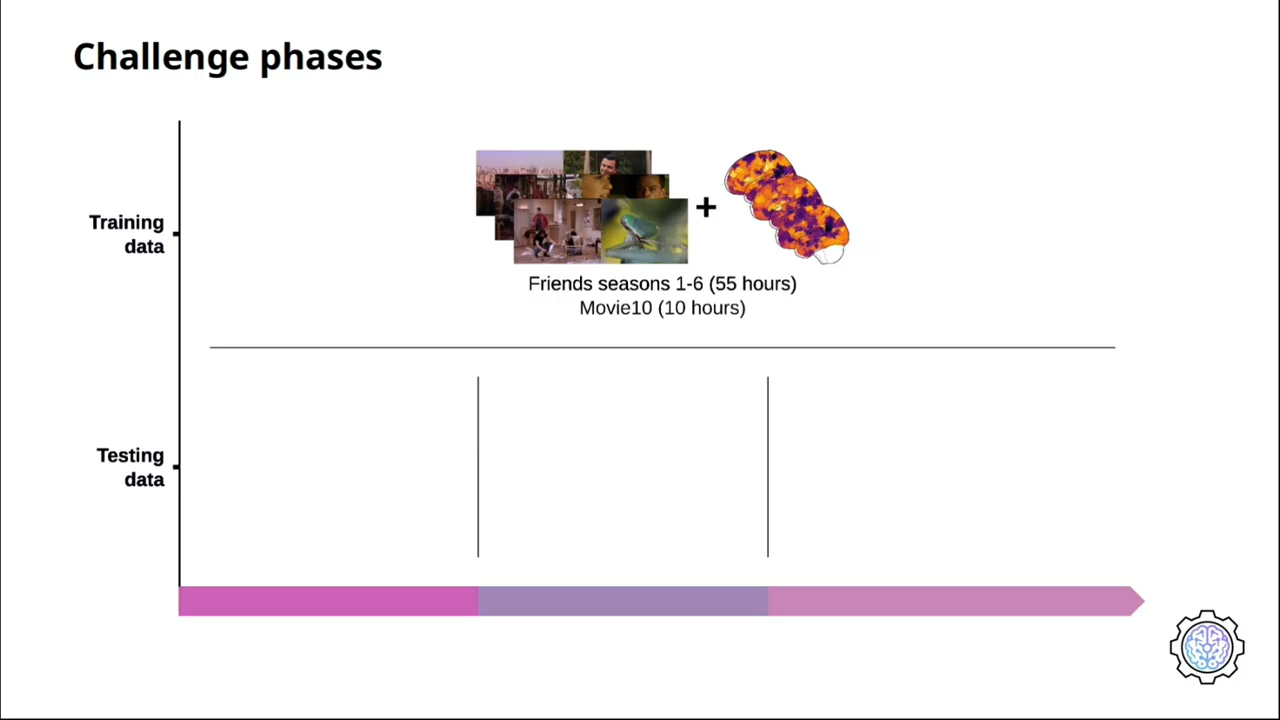 Challenge phases
Training
data
+
Friends seasons 1-6 (55 hours)
Movie10 (10 hours)
Testing
data